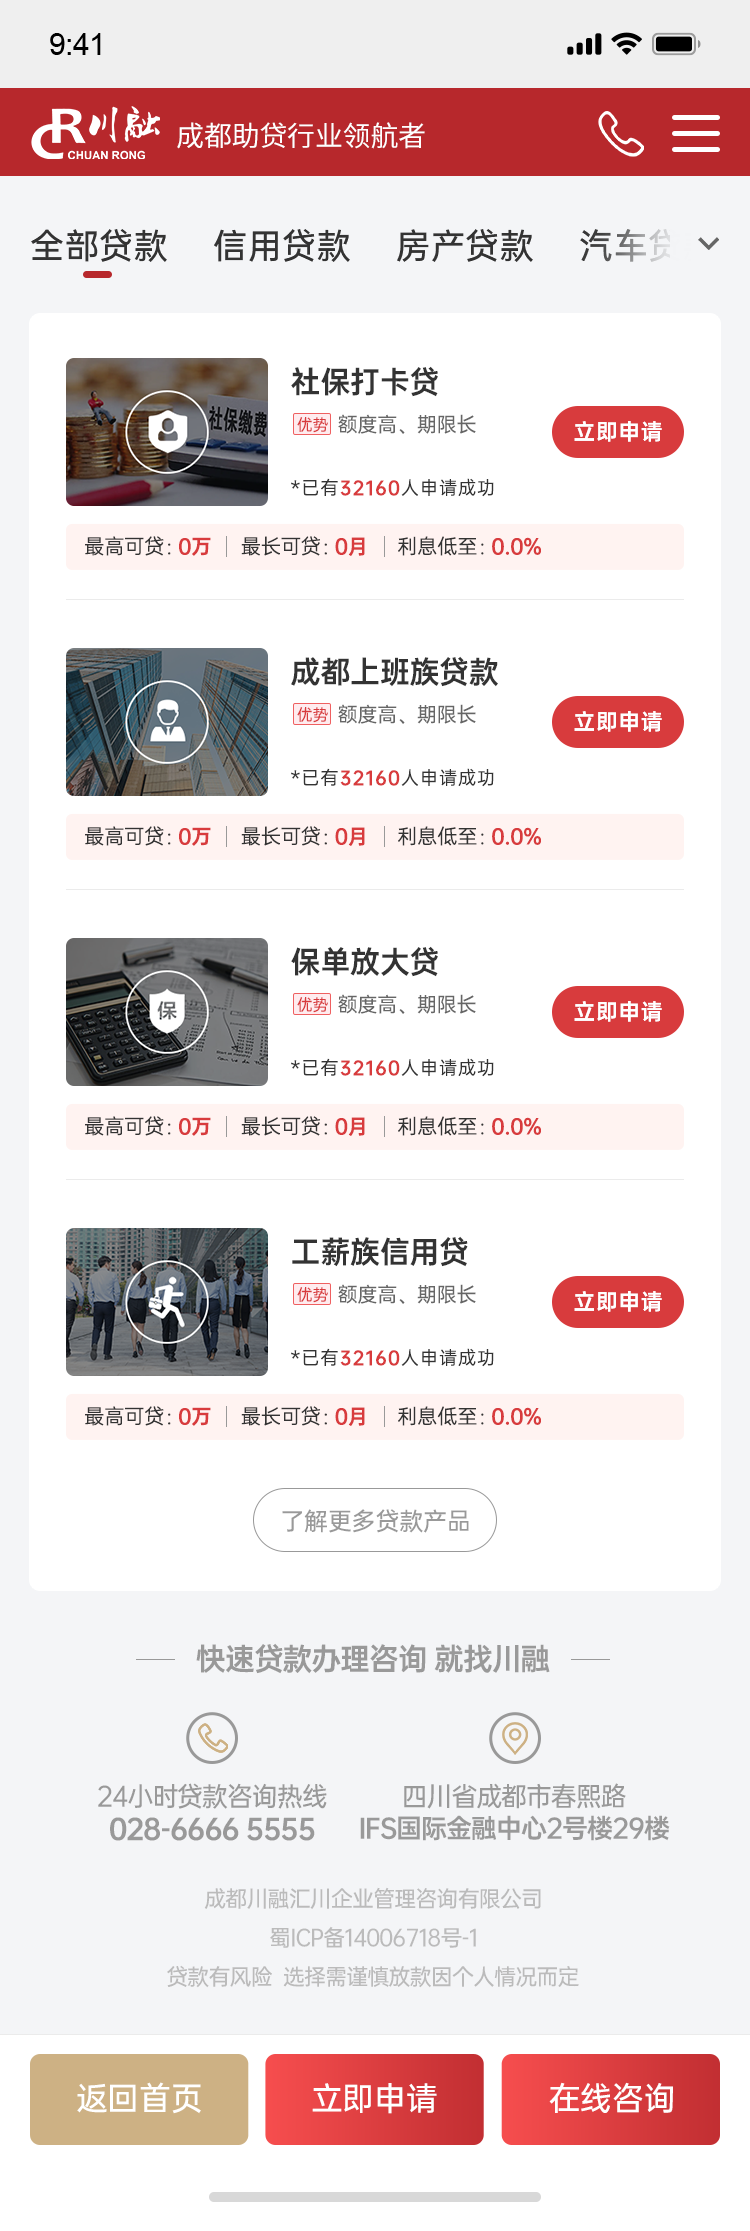 9:41
川融
CHUAN RONG
成都助贷行业领航者
全部贷款 信用贷款 房产贷款 汽车贷
社保缴费
社保打卡贷
优势 额度高、期限长
立即申请
*已有32160人申请成功
最高可贷: 0万 最长可贷: 0月 利息低至: 0.0%
成都上班族贷款
优势 额度高、期限长
立即申请
*已有32160人申请成功
最高可贷: 0万 最长可贷: 0月 利息低至: 0.0%
保
保单放大贷
优势 额度高、期限长
立即申请
*已有32160人申请成功
最高可贷: 0万 最长可贷: 0月 利息低至: 0.0%
工薪族信用贷
优势 额度高、期限长
立即申请
*已有32160人申请成功
最高可贷: 0万 最长可贷: 0月 利息低至: 0.0%
了解更多贷款产品
快速贷款办理咨询 就找川融
24小时贷款咨询热线
028-6666 5555
四川省成都市春熙路
IFS国际金融中心2号楼29楼
成都川融汇川企业管理咨询有限公司
蜀ICP备14006718号-1
贷款有风险 选择需谨慎放款因个人情况而定
返回首页 立即申请 在线咨询